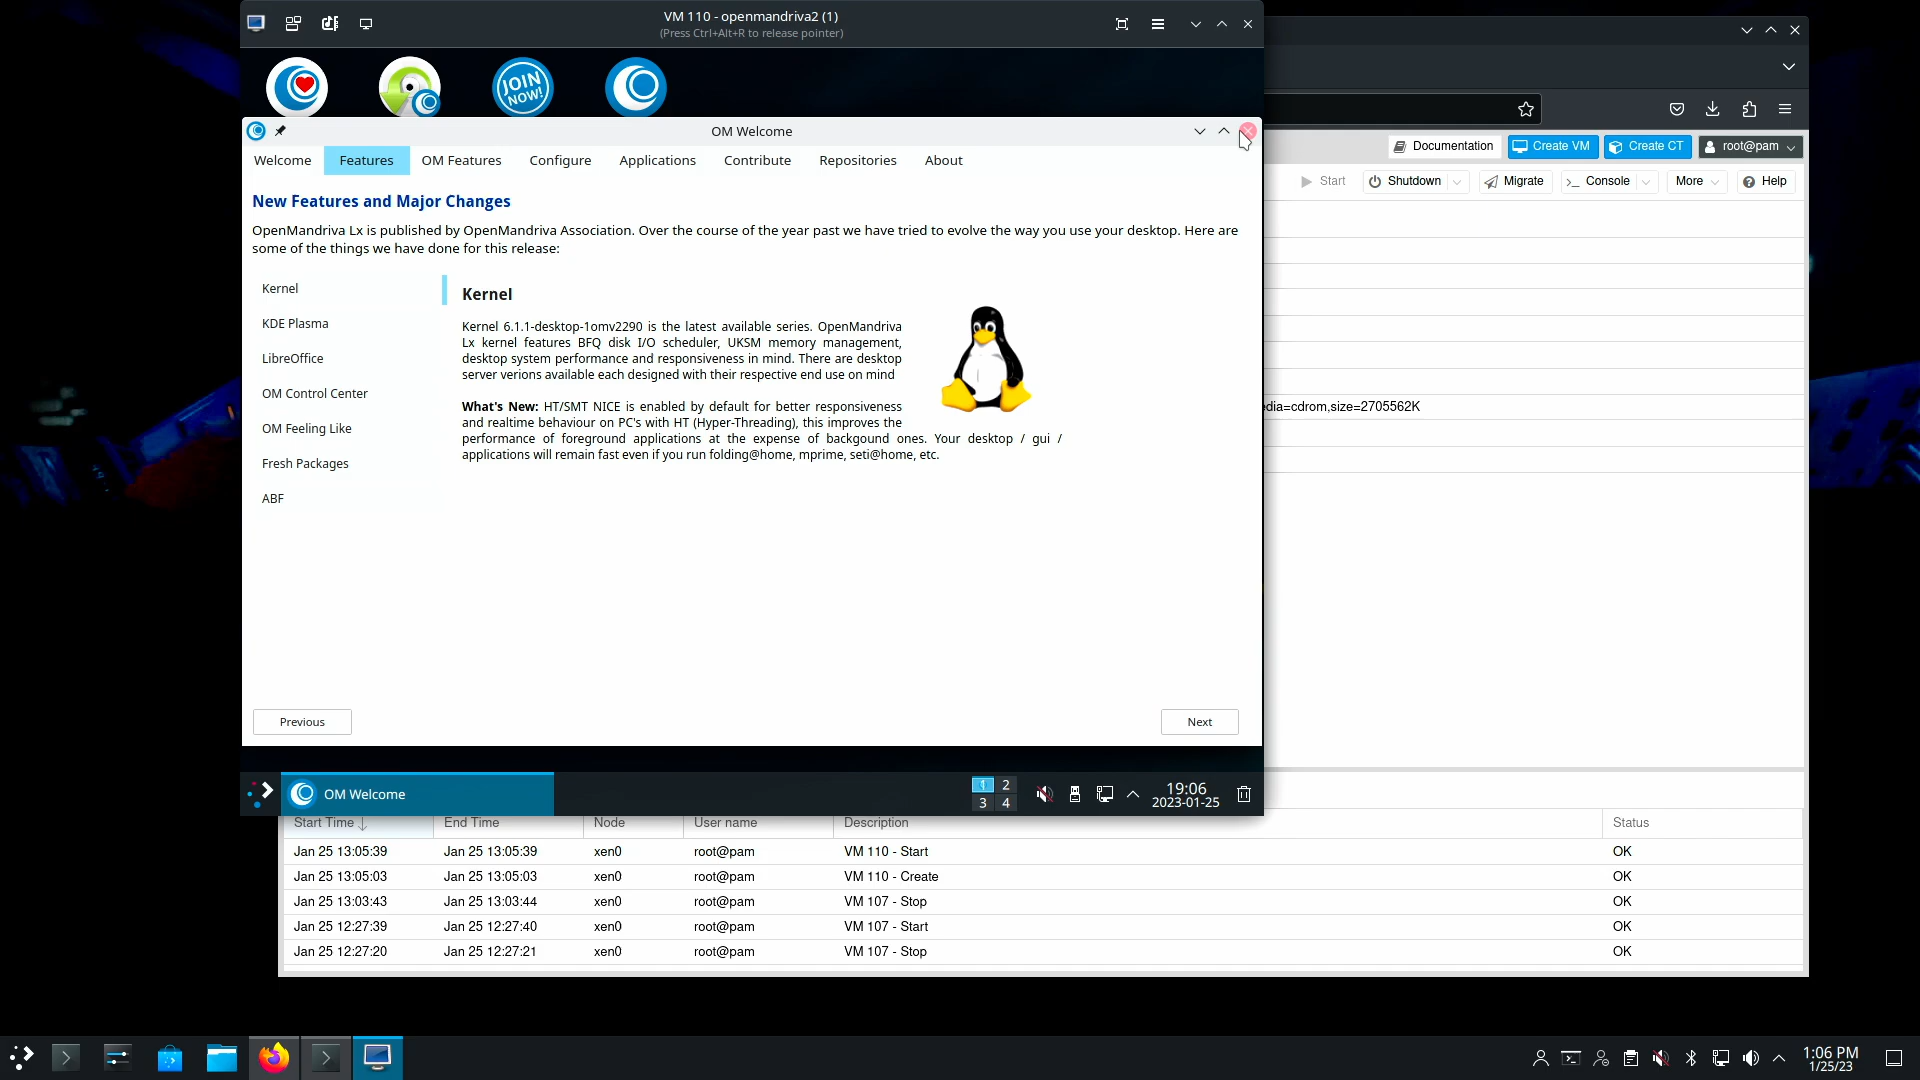 VM 110 - openmandriva2 (1)
(Press Ctrl+Alt+R to release pointer)
JOIN NOW!
OM Welcome
Welcome Features OM Features Configure Applications Contribute Repositories About
New Features and Major Changes
OpenMandriva Lx is published by OpenMandriva Association. Over the course of the year past we have tried to evolve the way you use your desktop. Here are
some of the things we have done for this release:
Kernel
KDE Plasma
LibreOffice
OM Control Center
OM Feeling Like
Fresh Packages
ABF
Kernel
Kernel 6.1.1-desktop-1omv2290 is the latest available series. OpenMandriva
Lx kernel features BFQ disk I/O scheduler, UKSM memory management,
desktop system performance and responsiveness in mind. There are desktop
server verions available each designed with their respective end use on mind
What's New: HT/SMT NICE is enabled by default for better responsiveness
and realtime behaviour on PC's with HT (Hyper-Threading), this improves the
performance of foreground applications at the expense of backgound ones. Your desktop / gui /
applications will remain fast even if you run folding@home, mprime, seti@home, etc.
Previous Next
OM Welcome
1 2
3 4
19:06
2023-01-25
Documentation Create VM Create CT root@pam
Start Shutdown Migrate Console More Help
edia=cdrom,size=2705562K
Start Time End Time Node User name Description Status
Jan 25 13:05:39 Jan 25 13:05:39 xen0 root@pam VM 110 - Start OK
Jan 25 13:05:03 Jan 25 13:05:03 xen0 root@pam VM 110 - Create OK
Jan 25 13:03:43 Jan 25 13:03:44 xen0 root@pam VM 107 - Stop OK
Jan 25 12:27:39 Jan 25 12:27:40 xen0 root@pam VM 107 - Start OK
Jan 25 12:27:20 Jan 25 12:27:21 xen0 root@pam VM 107 - Stop OK
1:06 PM
1/25/23